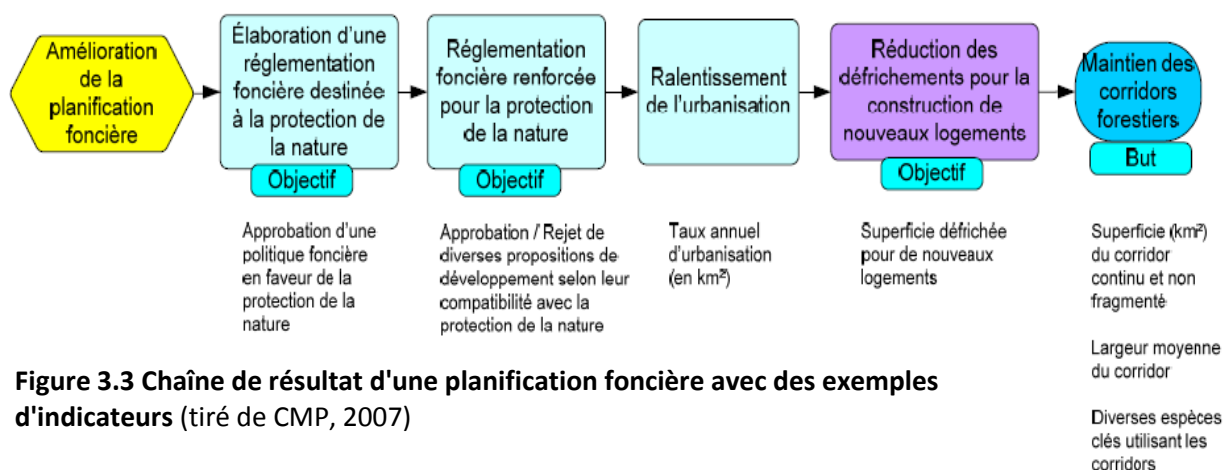 Amélioration
de la
planification
foncière
Élaboration d'une
réglementation
foncière destinée
à la protection de
la nature
Objectif
Réglementation
foncière renforcée
pour la protection
de la nature
Objectif
Ralentissement
de l'urbanisation
Réduction des
défrichements pour la
construction de
nouveaux logements
Objectif
Maintien des
corridors
forestiers
But
Approbation d'une
politique foncière
en faveur de la
protection de la
nature
Approbation / Rejet de
diverses propositions de
développement selon leur
compatibilité avec la
protection de la nature
Taux annuel
d'urbanisation
(en km²)
Superficie défrichée
pour de nouveaux
logements
Superficie (km²)
du corridor
continu et non
fragmenté
Largeur moyenne
du corridor
Diverses espèces
clés utilisant les
corridors
Figure 3.3 Chaîne de résultat d'une planification foncière avec des exemples
d'indicateurs (tiré de CMP, 2007)